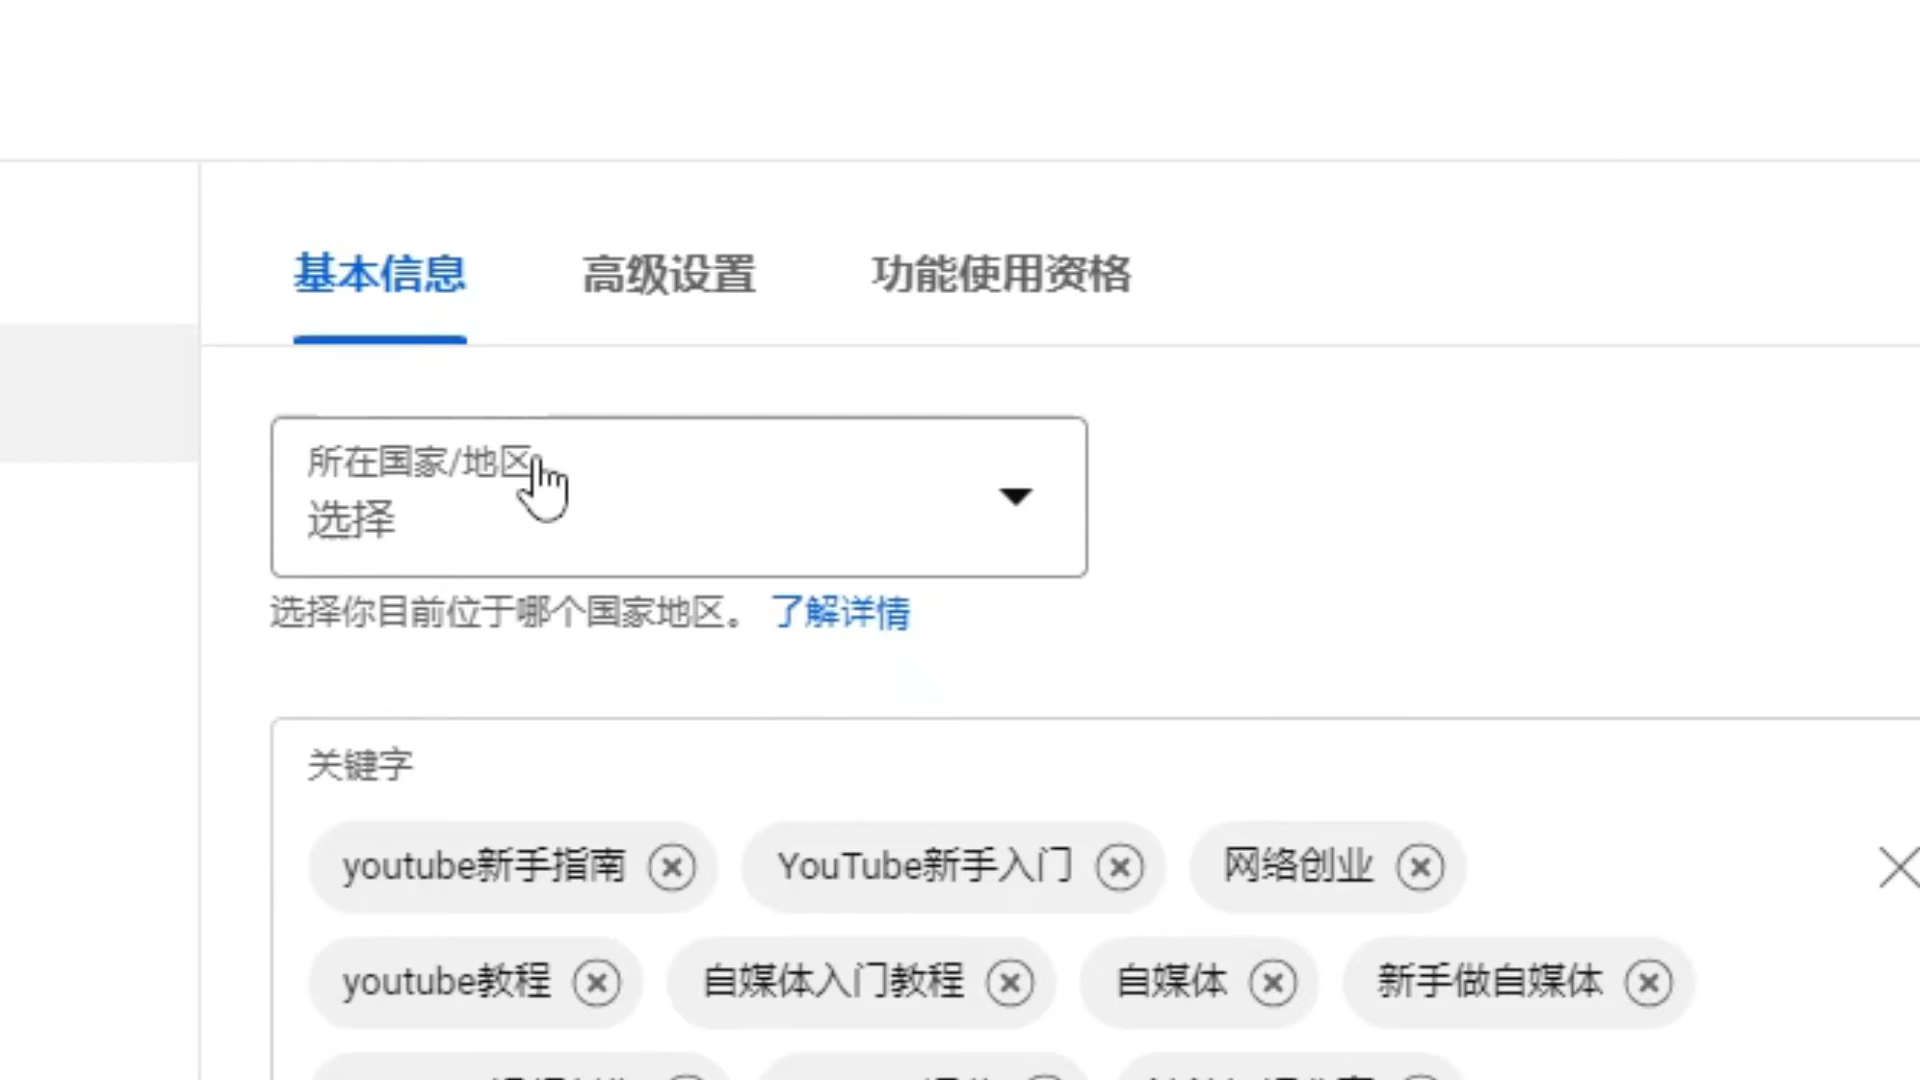 基本信息 高级设置 功能使用资格
所在国家/地区
选择
选择你目前位于哪个国家地区。 了解详情
关键字
youtube新手指南 YouTube新手入门 网络创业
youtube教程 自媒体入门教程 自媒体 新手做自媒体